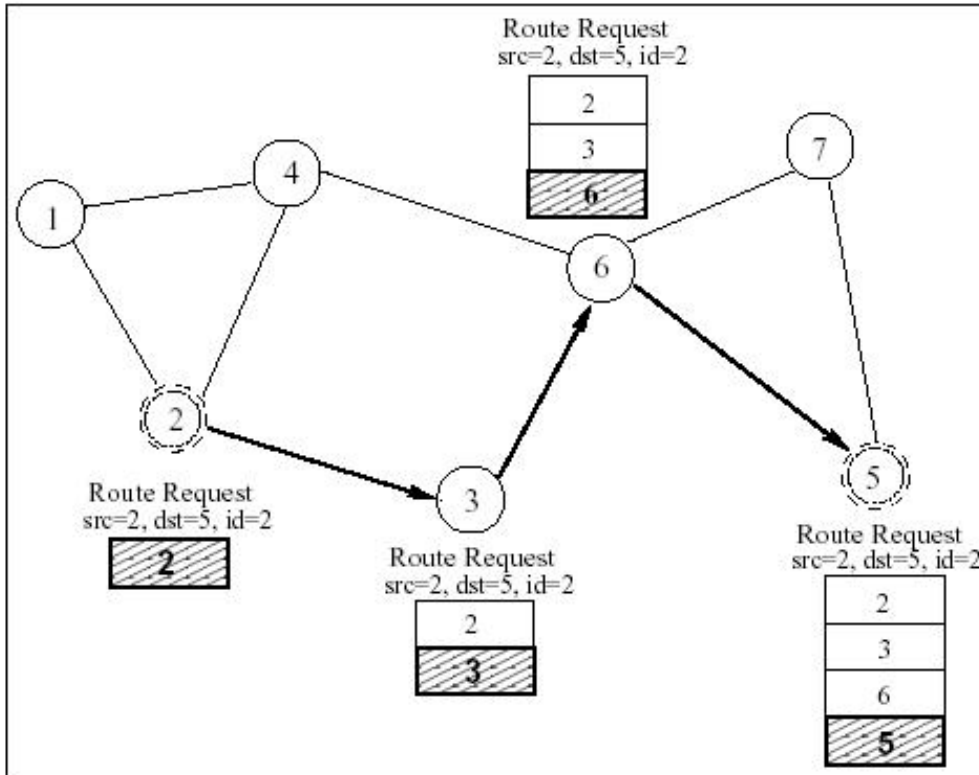 Route Request
src=2, dst=5, id=2
2
3
6
7
4
1
6
2
5
3
Route Request
src=2, dst=5, id=2
2
Route Request
src=2, dst=5, id=2
2
3
Route Request
src=2, dst=5, id=2
2
3
6
5